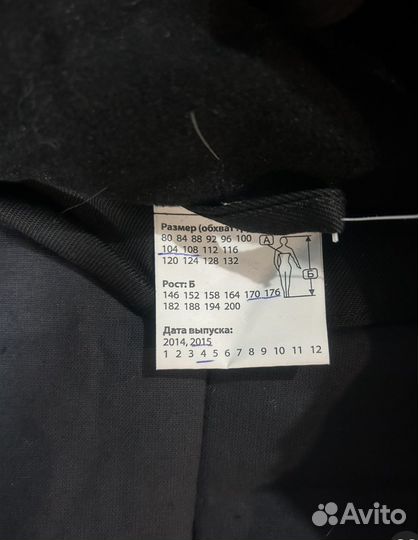 Размер (обхват
80 84 88 92 96 100
104 108 112 116
120 124 128 132
А
Рост: Б
146 152 158 164 170 176
182 188 194 200
Б
Дата выпуска:
2014, 2015
1 2 3 4 5 6 7 8 9 10 11 12
Avito